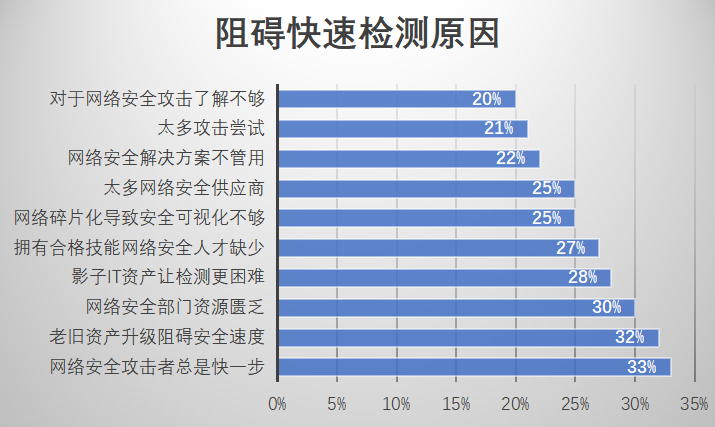 阻碍快速检测原因
对于网络安全攻击了解不够 20%
太多攻击尝试 21%
网络安全解决方案不管用 22%
太多网络安全供应商 25%
网络碎片化导致安全可视化不够 25%
拥有合格技能网络安全人才缺少 27%
影子IT资产让检测更困难 28%
网络安全部门资源匮乏 30%
老旧资产升级阻碍安全速度 32%
网络安全攻击者总是快一步 33%
0% 5% 10% 15% 20% 25% 30% 35%